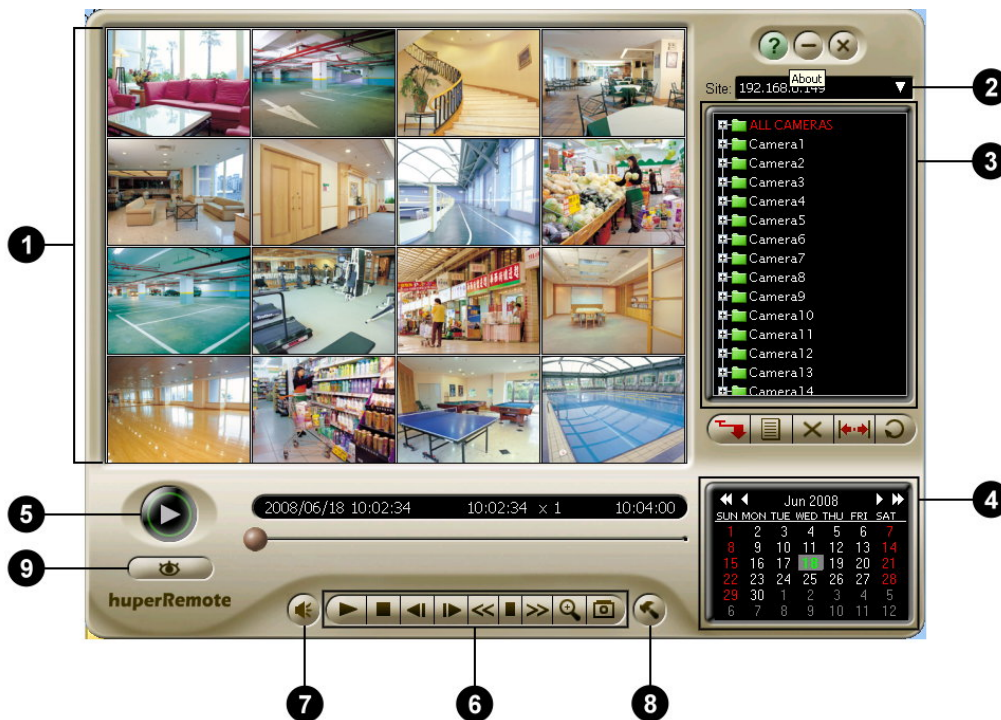 1
2
3
4
5
6
7
8
9
?
About
Site: 192.168.0.149
ALL CAMERAS
Camera1
Camera2
Camera3
Camera4
Camera5
Camera6
Camera7
Camera8
Camera9
Camera10
Camera11
Camera12
Camera13
Camera14
2008/06/18 10:02:34 10:02:34 × 1 10:04:00
huperRemote
Jun 2008
SUN MON TUE WED THU FRI SAT
1 2 3 4 5 6 7
8 9 10 11 12 13 14
15 16 17 18 19 20 21
22 23 24 25 26 27 28
29 30 1 2 3 4 5
6 7 8 9 10 11 12